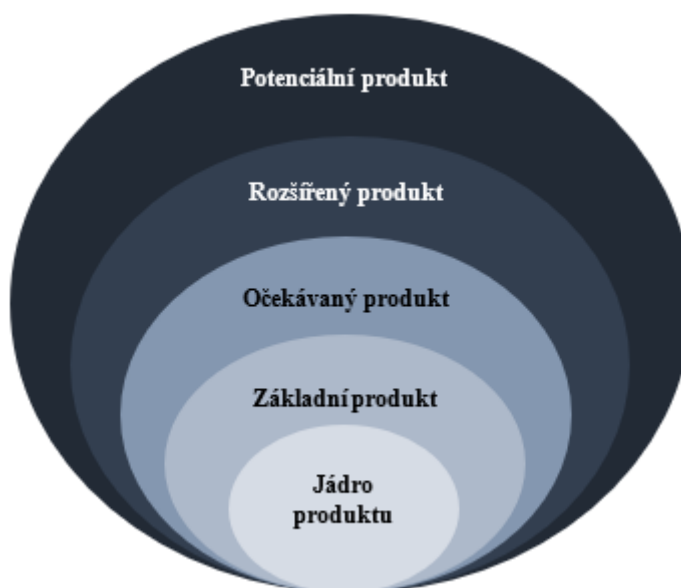 Potenciální produkt
Rozšířený produkt
Očekávaný produkt
Základní produkt
Jádro
produktu